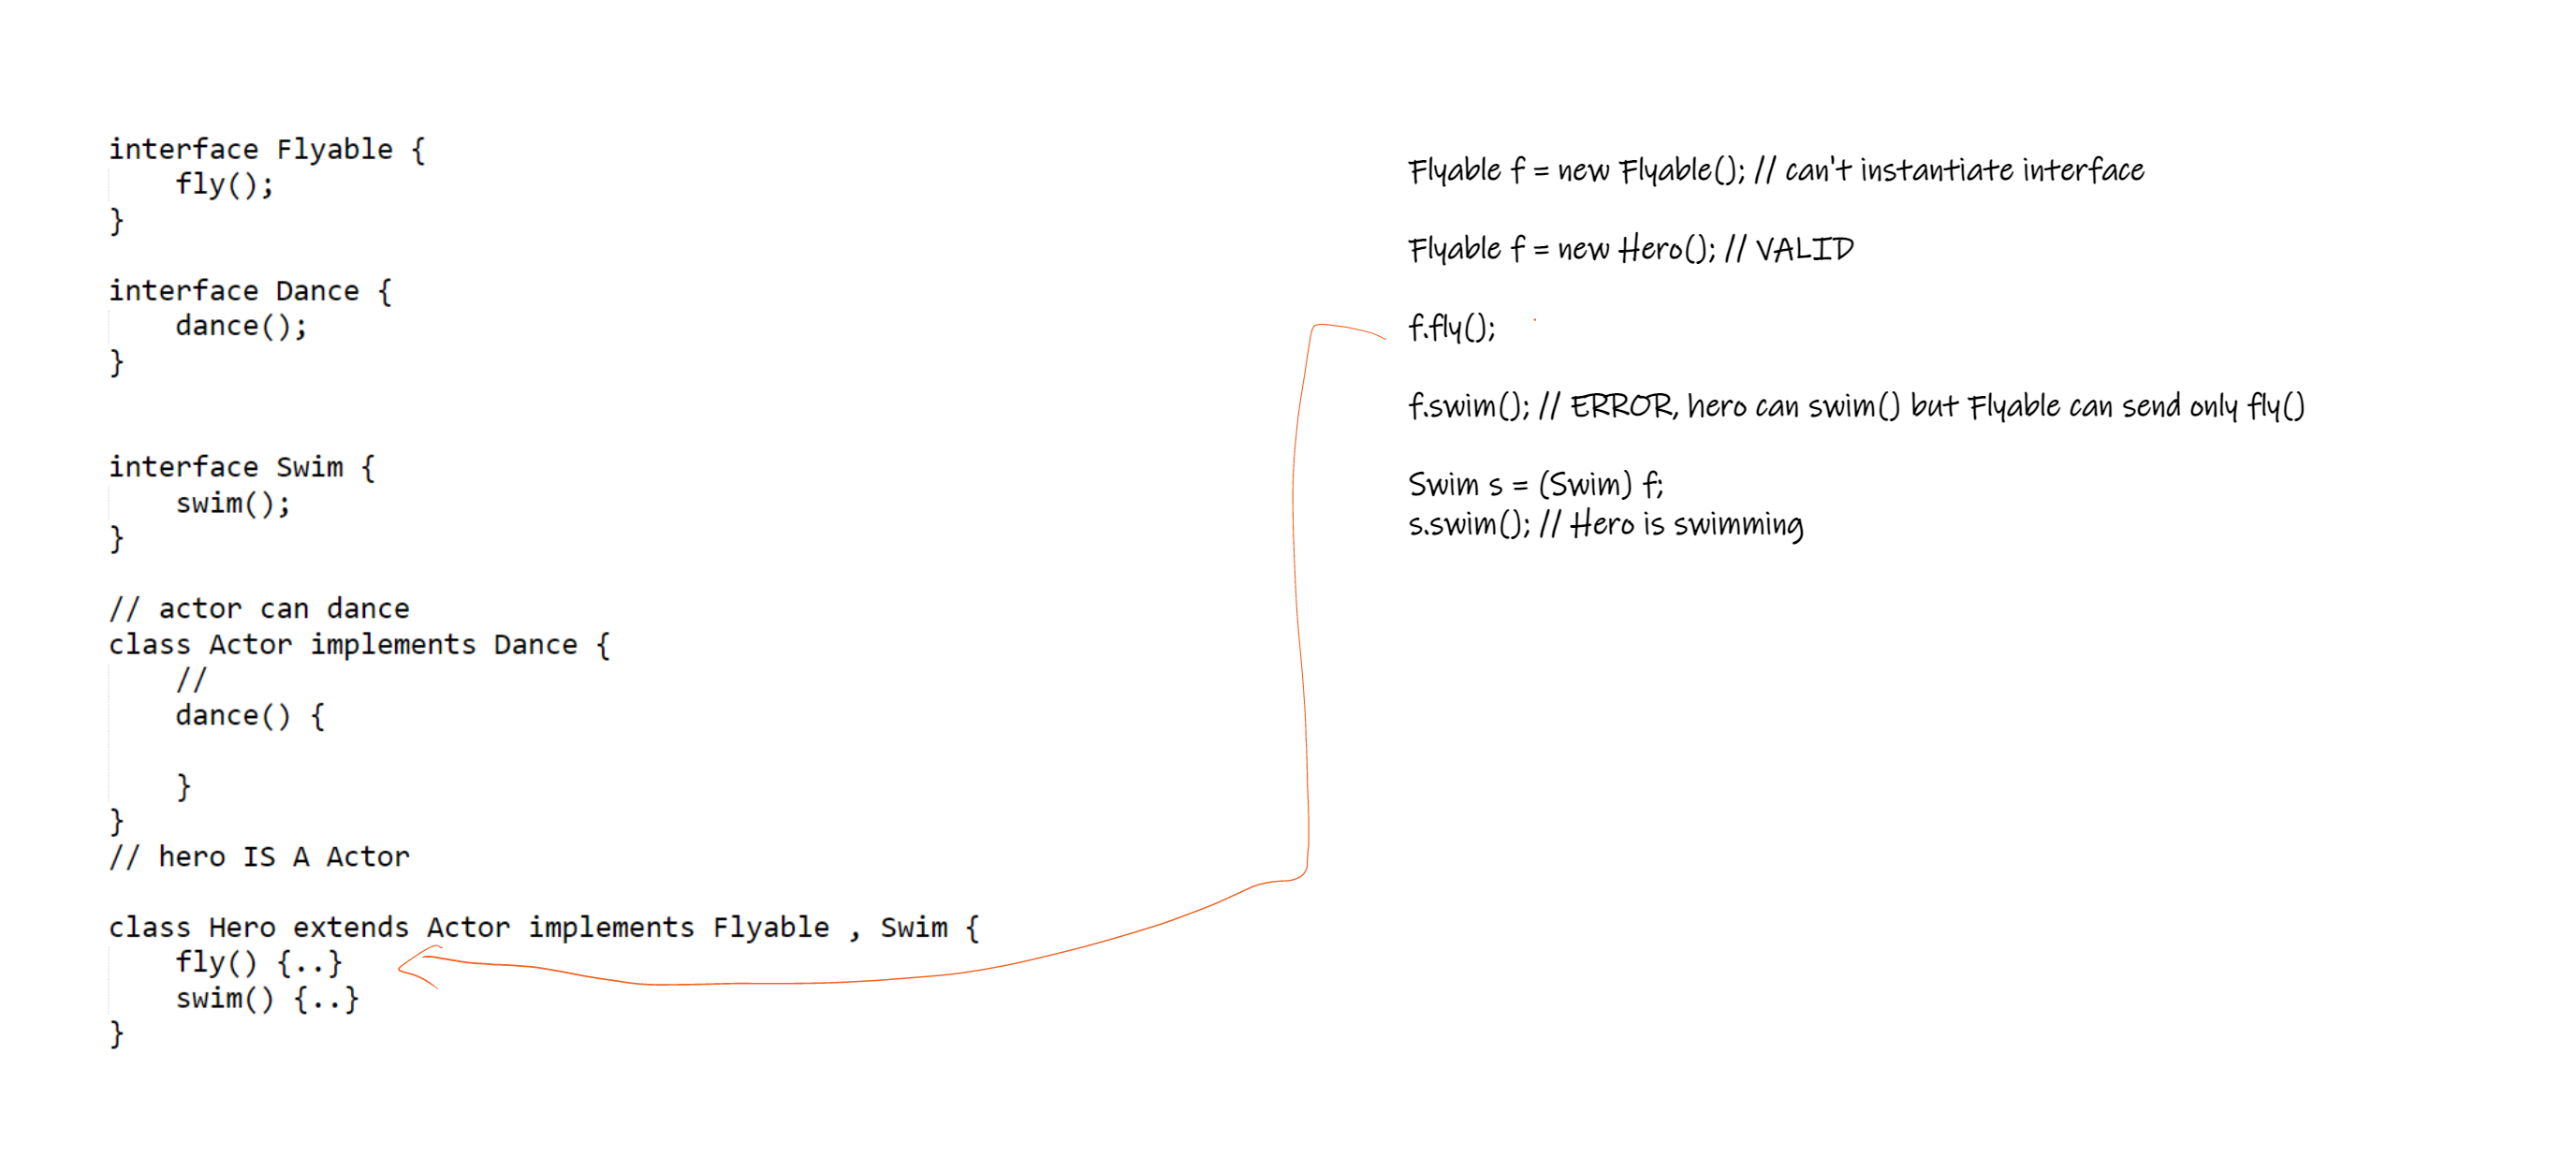 interface Flyable {
fly();
}
interface Dance {
dance();
}
interface Swim {
swim();
}
// actor can dance
class Actor implements Dance {
//
dance() {
}
}
// hero IS A Actor
class Hero extends Actor implements Flyable , Swim {
fly() {..}
swim() {..}
}
Flyable f = new Flyable(); // can't instantiate interface
Flyable f = new Hero(); // VALID
f.fly();
f.swim(); // ERROR, hero can swim() but Flyable can send only fly()
Swim s = (Swim) f;
s.swim(); // Hero is swimming